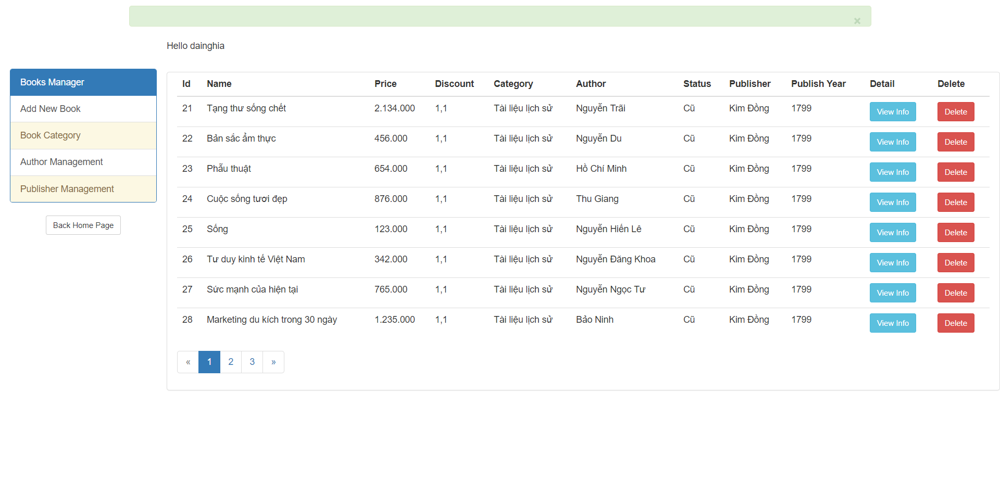 ×
Hello dainghia
Books Manager
Add New Book
Book Category
Author Management
Publisher Management
Back Home Page
Id Name Price Discount Category Author Status Publisher Publish Year Detail Delete
21 Tạng thư sống chết 2.134.000 1,1 Tài liệu lịch sử Nguyễn Trãi Cũ Kim Đồng 1799 View Info Delete
22 Bản sắc ẩm thực 456.000 1,1 Tài liệu lịch sử Nguyễn Du Cũ Kim Đồng 1799 View Info Delete
23 Phẫu thuật 654.000 1,1 Tài liệu lịch sử Hồ Chí Minh Cũ Kim Đồng 1799 View Info Delete
24 Cuộc sống tươi đẹp 876.000 1,1 Tài liệu lịch sử Thu Giang Cũ Kim Đồng 1799 View Info Delete
25 Sống 123.000 1,1 Tài liệu lịch sử Nguyễn Hiến Lê Cũ Kim Đồng 1799 View Info Delete
26 Tư duy kinh tế Việt Nam 342.000 1,1 Tài liệu lịch sử Nguyễn Đăng Khoa Cũ Kim Đồng 1799 View Info Delete
27 Sức mạnh của hiện tại 765.000 1,1 Tài liệu lịch sử Nguyễn Ngọc Tư Cũ Kim Đồng 1799 View Info Delete
28 Marketing du kích trong 30 ngày 1.235.000 1,1 Tài liệu lịch sử Bảo Ninh Cũ Kim Đồng 1799 View Info Delete
« 1 2 3 »